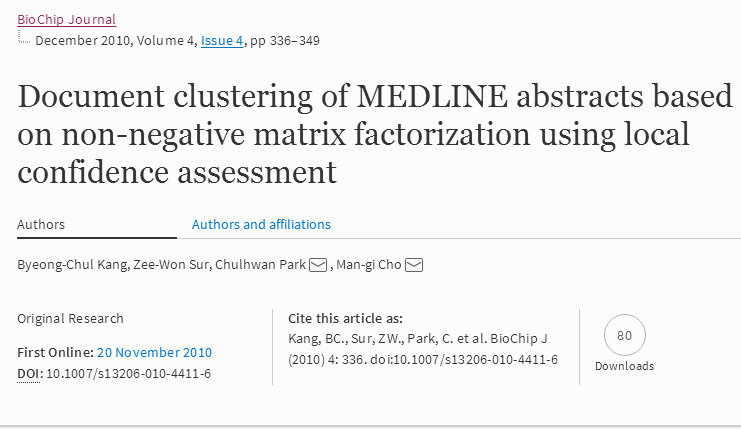 BioChip Journal
December 2010, Volume 4, Issue 4, pp 336–349
Document clustering of MEDLINE abstracts based
on non-negative matrix factorization using local
confidence assessment
Authors
Authors and affiliations
Byeong-Chul Kang, Zee-Won Sur, Chulhwan Park , Man-gi Cho
Original Research
First Online: 20 November 2010
DOI: 10.1007/s13206-010-4411-6
Cite this article as:
Kang, BC., Sur, ZW., Park, C. et al. BioChip J
(2010) 4: 336. doi:10.1007/s13206-010-4411-6
80
Downloads